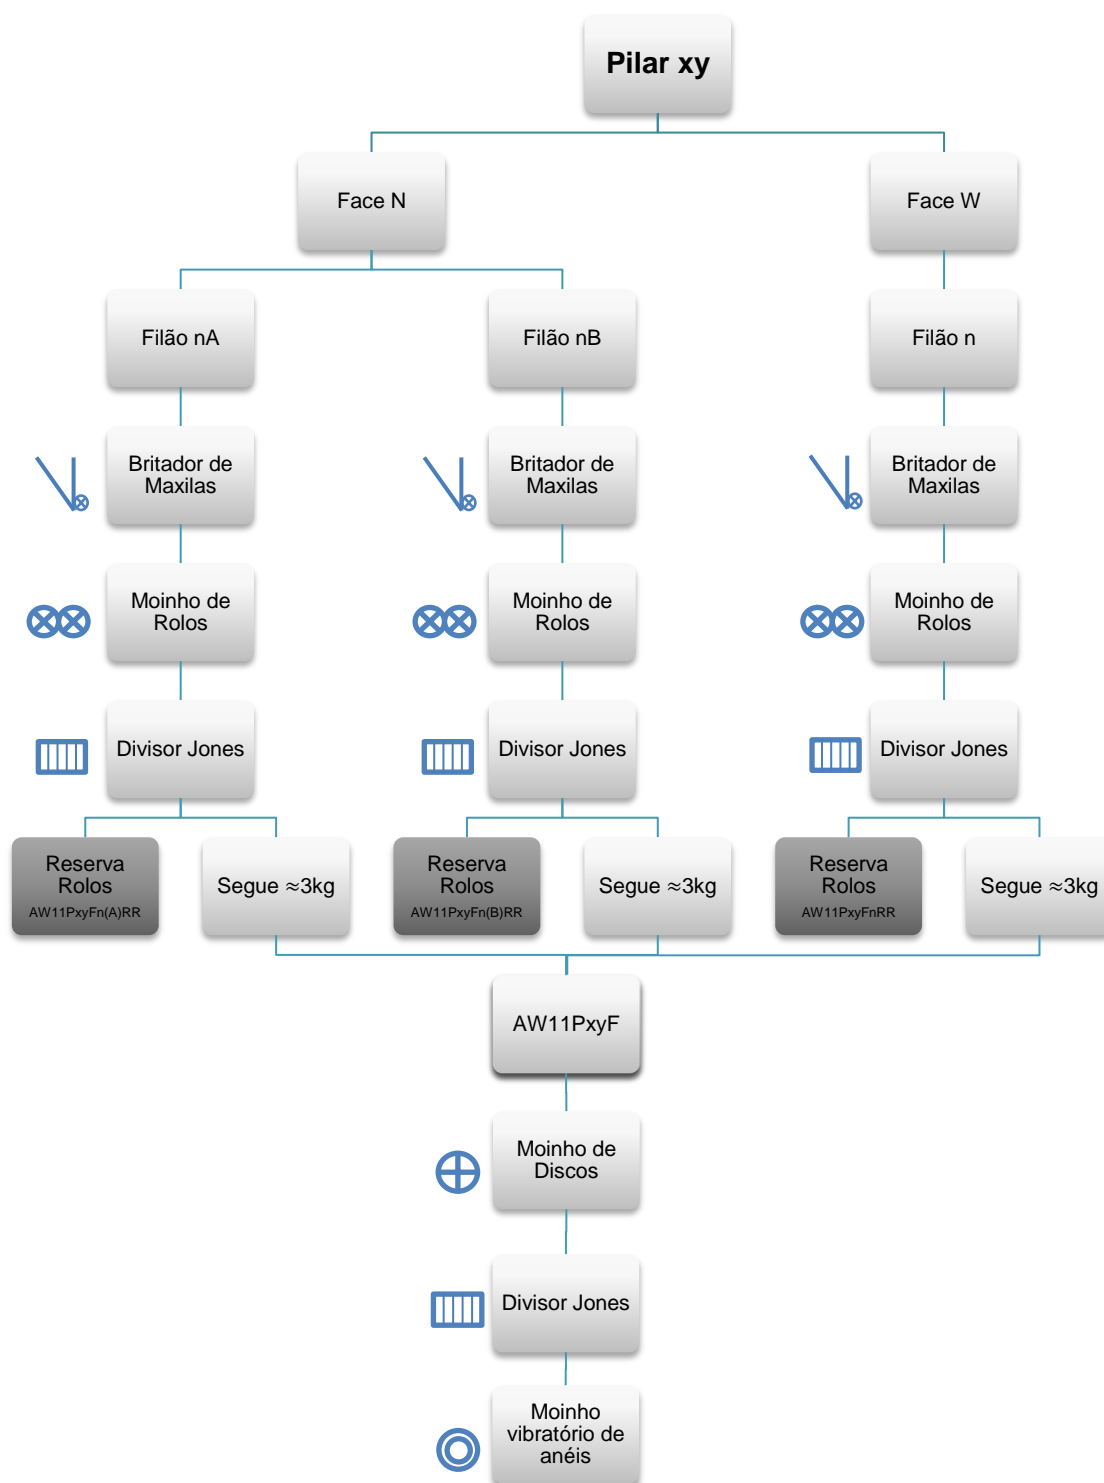 Pilar xy
Face N
Face W
Filão nA
Filão nB
Filão n
Britador de
Maxilas
Britador de
Maxilas
Britador de
Maxilas
Moinho de
Rolos
Moinho de
Rolos
Moinho de
Rolos
Divisor Jones
Divisor Jones
Divisor Jones
Reserva
Rolos
AW11PxyFn(A)RR
Segue ≈3kg
Reserva
Rolos
AW11PxyFn(B)RR
Segue ≈3kg
Reserva
Rolos
AW11PxyFnRR
Segue ≈3kg
AW11PxyF
Moinho de
Discos
Divisor Jones
Moinho
vibratório de
anéis